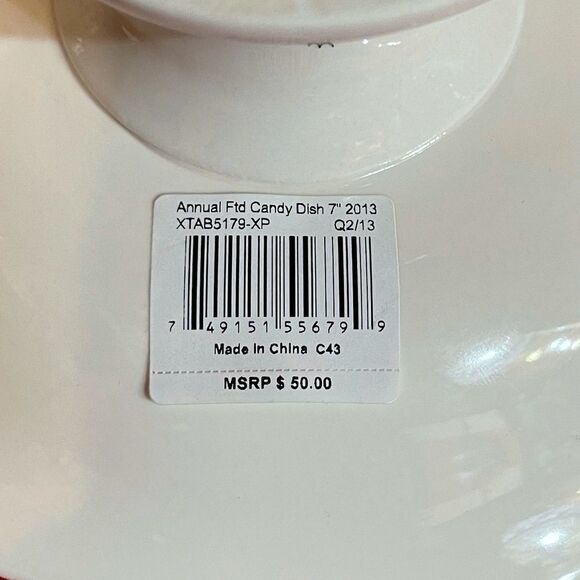 Annual Ftd Candy Dish 7" 2013
XTAB5179-XP Q2/13
7 49151 55679 9
Made In China C43
MSRP $ 50.00